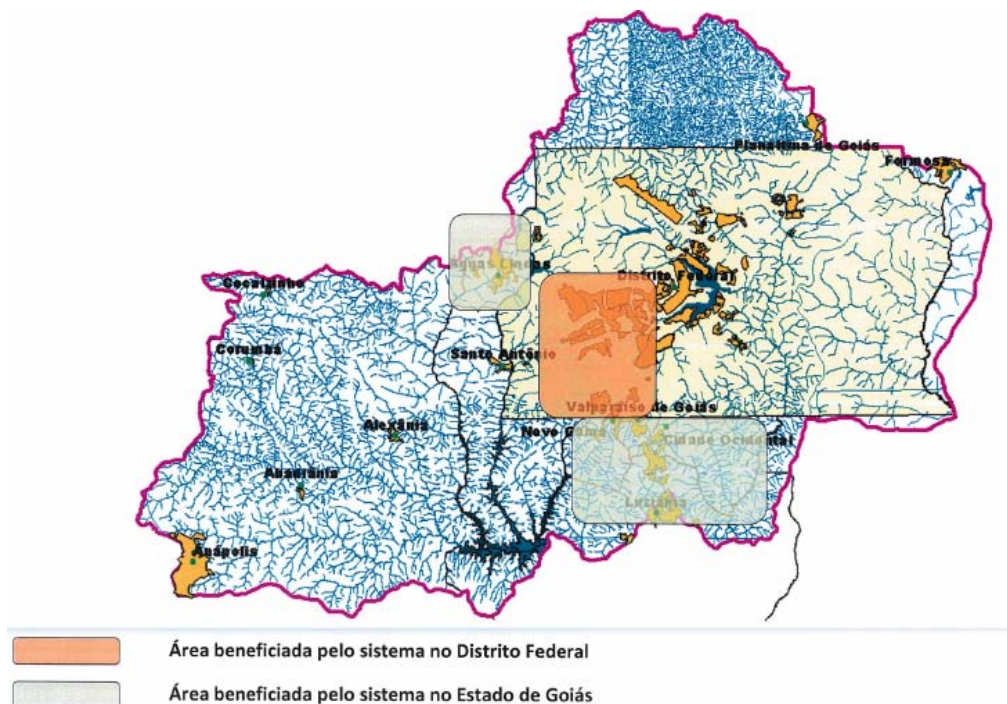 Planaltina de Goiás
Formosa
Águas Lindas
Distrito Federal
Cocalzinho
Corumbá
Santo Antônio
Valparaíso de Goiás
Alexânia
Novo Gama
Cidade Ocidental
Abadiânia
Luziânia
Anápolis
Área beneficiada pelo sistema no Distrito Federal
Área beneficiada pelo sistema no Estado de Goiás